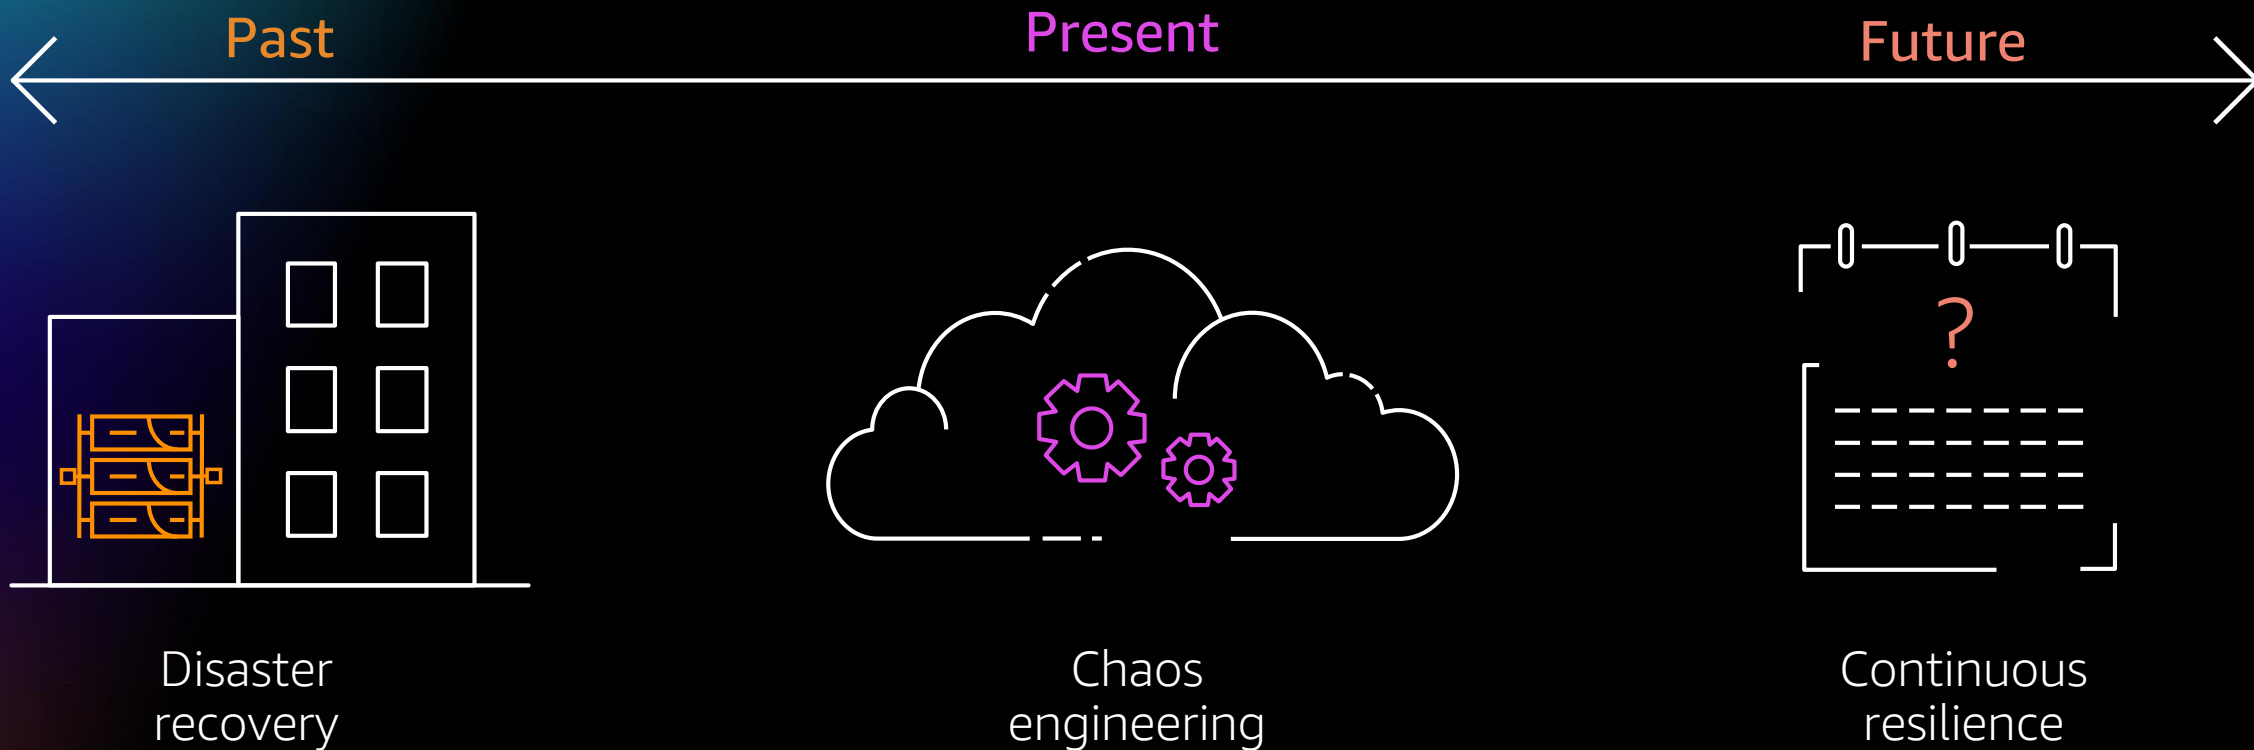 Past
Present
Future
?
Disaster
recovery
Chaos
engineering
Continuous
resilience